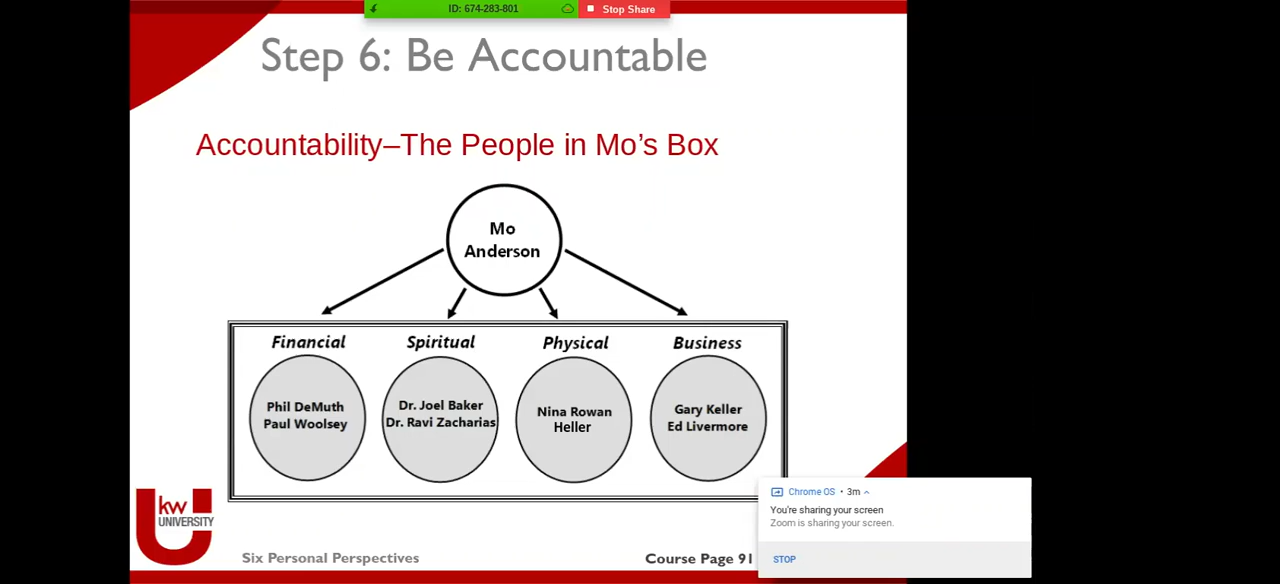 ID: 674-283-801
Stop Share
Step 6: Be Accountable
Accountability–The People in Mo's Box
Mo
Anderson
Financial
Spiritual
Physical
Business
Phil DeMuth
Paul Woolsey
Dr. Joel Baker
Dr. Ravi Zacharias
Nina Rowan
Heller
Gary Keller
Ed Livermore
kw
UNIVERSITY
Six Personal Perspectives
Course Page 91
Chrome OS • 3m
You're sharing your screen
Zoom is sharing your screen.
STOP